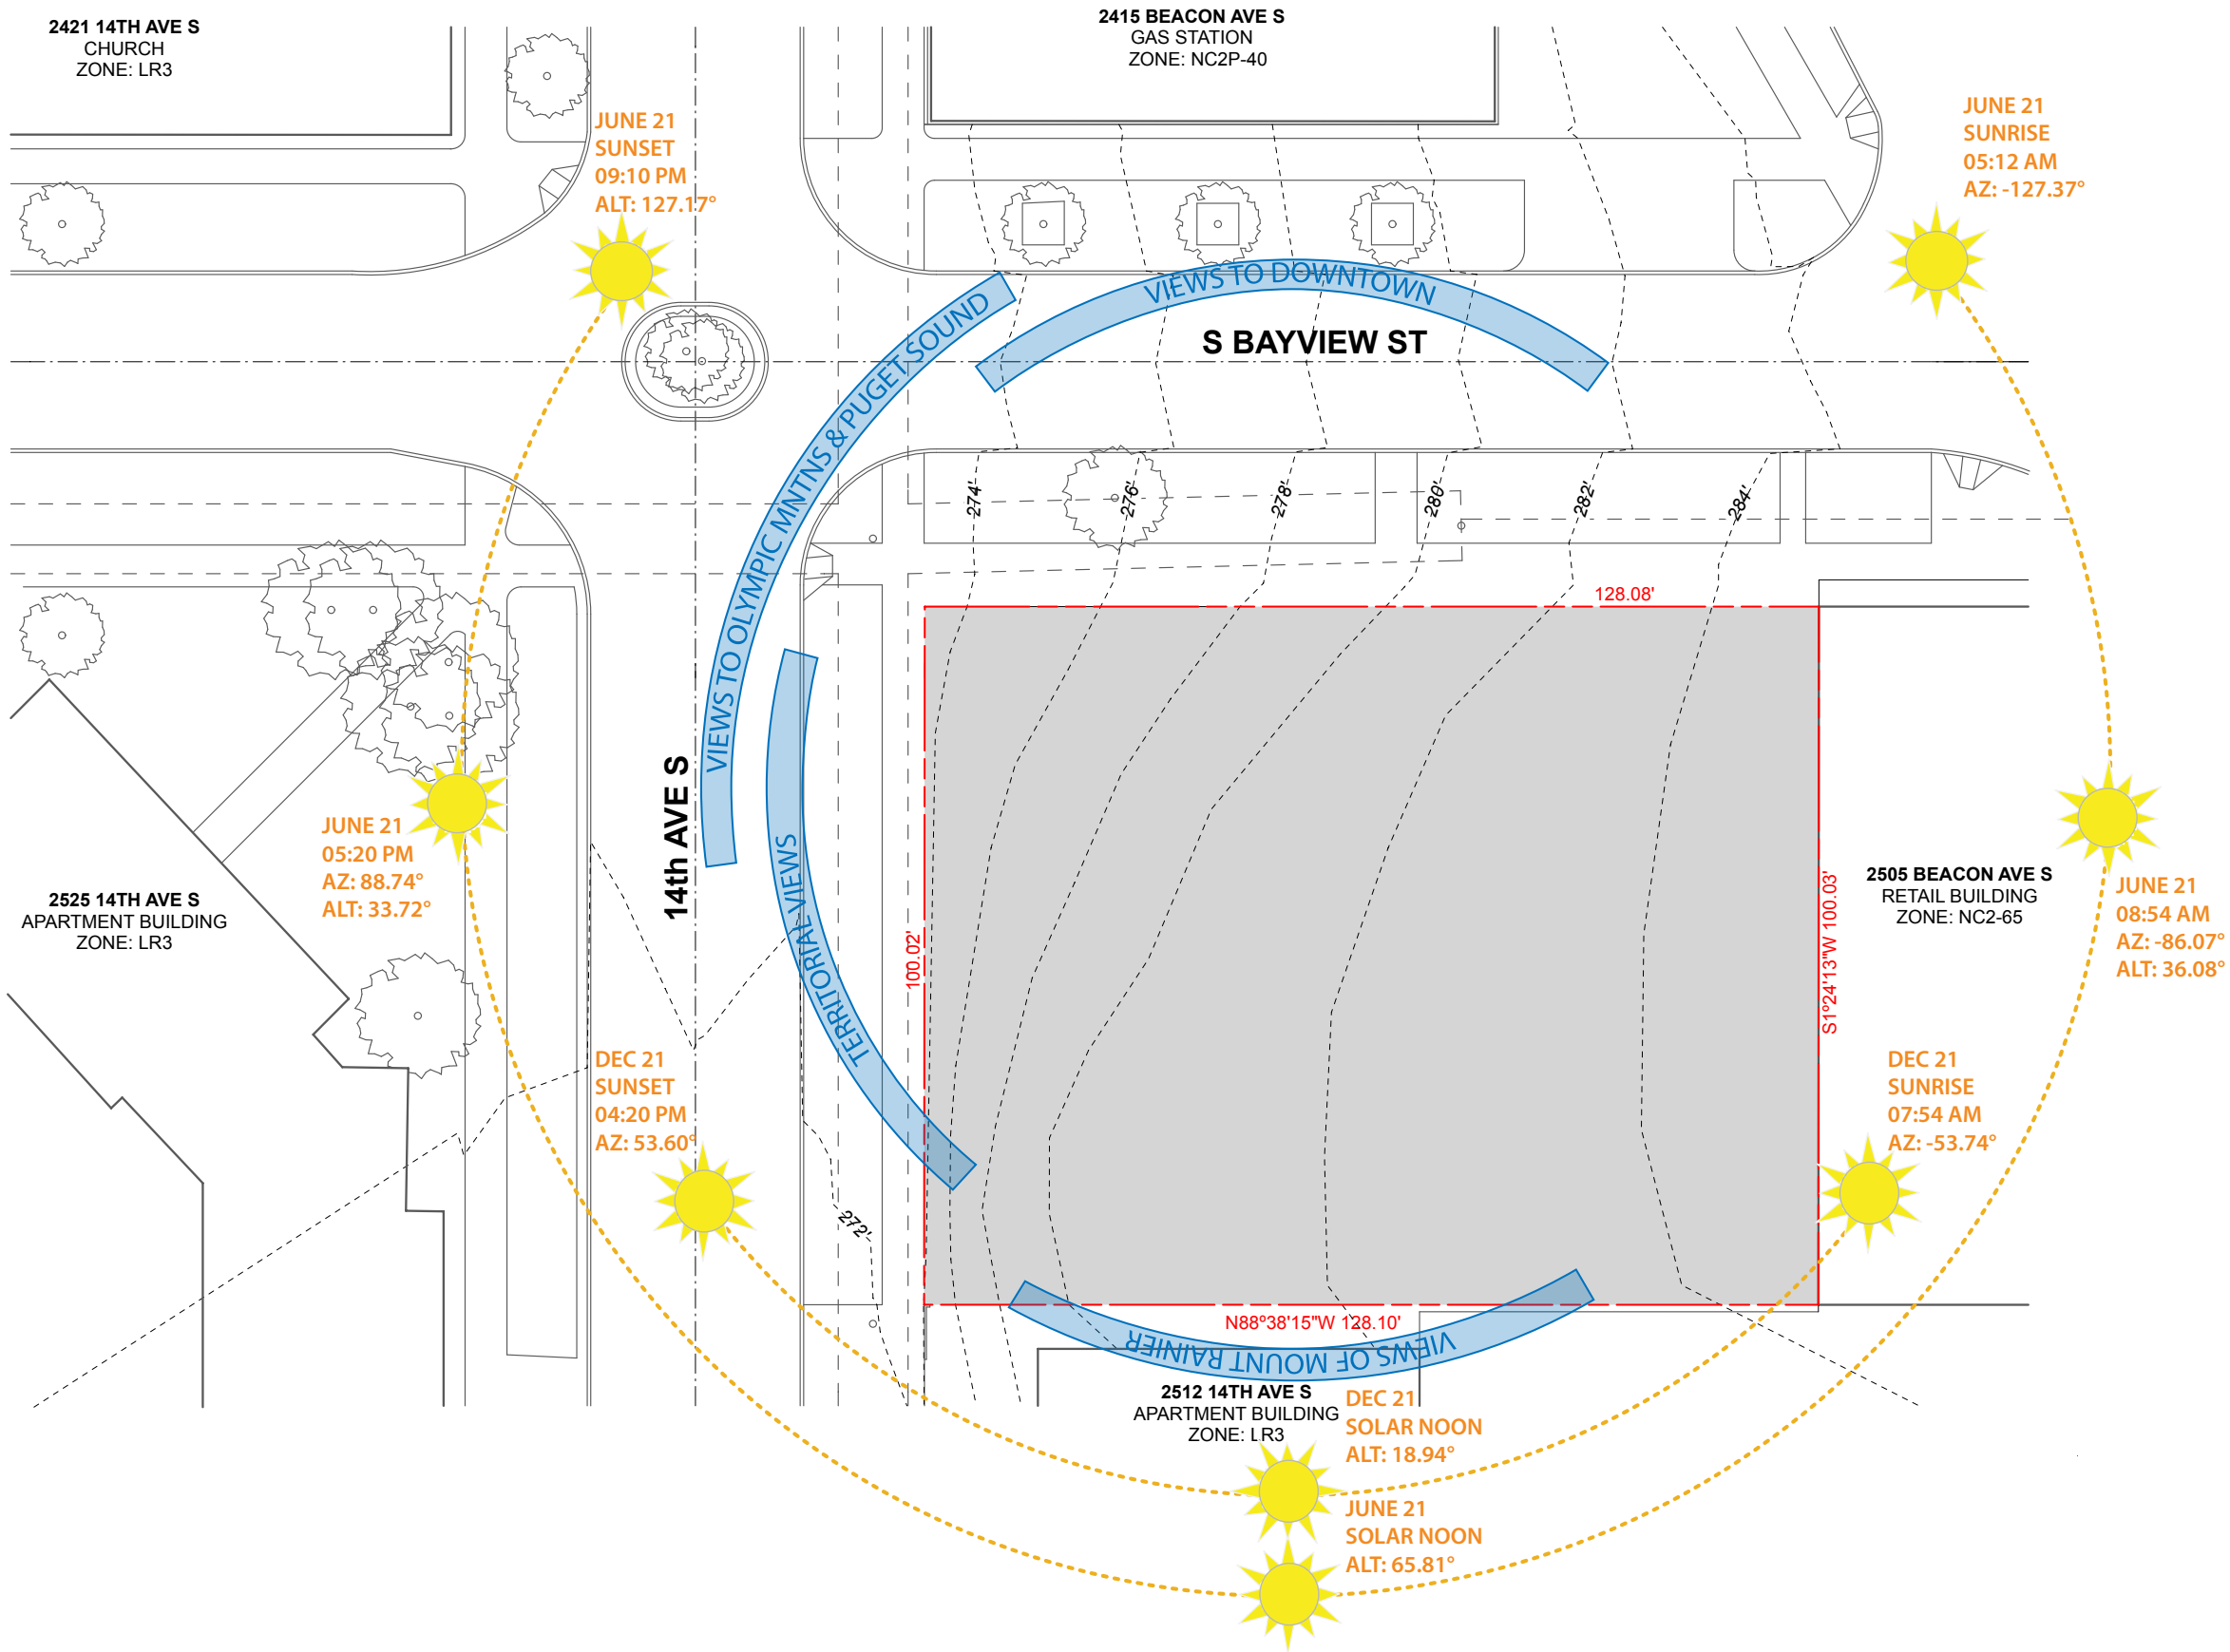 2421 14TH AVE S
CHURCH
ZONE: LR3
2415 BEACON AVE S
GAS STATION
ZONE: NC2P-40
JUNE 21
SUNSET
09:10 PM
ALT: 127.17°
JUNE 21
SUNRISE
05:12 AM
AZ: -127.37°
VIEWS TO DOWNTOWN
VIEWS TO OLYMPIC MNTNS & PUGET SOUND
S BAYVIEW ST
274'
276'
278'
280'
282'
284'
128.08'
14th AVE S
TERRITORIAL VIEWS
100.02'
S1º24'13"W 100.03'
JUNE 21
05:20 PM
AZ: 88.74°
ALT: 33.72°
2525 14TH AVE S
APARTMENT BUILDING
ZONE: LR3
2505 BEACON AVE S
RETAIL BUILDING
ZONE: NC2-65
JUNE 21
08:54 AM
AZ: -86.07°
ALT: 36.08°
DEC 21
SUNSET
04:20 PM
AZ: 53.60°
DEC 21
SUNRISE
07:54 AM
AZ: -53.74°
272'
N88º38'15"W 128.10'
VIEWS OF MOUNT RAINIER
2512 14TH AVE S
APARTMENT BUILDING
ZONE: LR3
DEC 21
SOLAR NOON
ALT: 18.94°
JUNE 21
SOLAR NOON
ALT: 65.81°